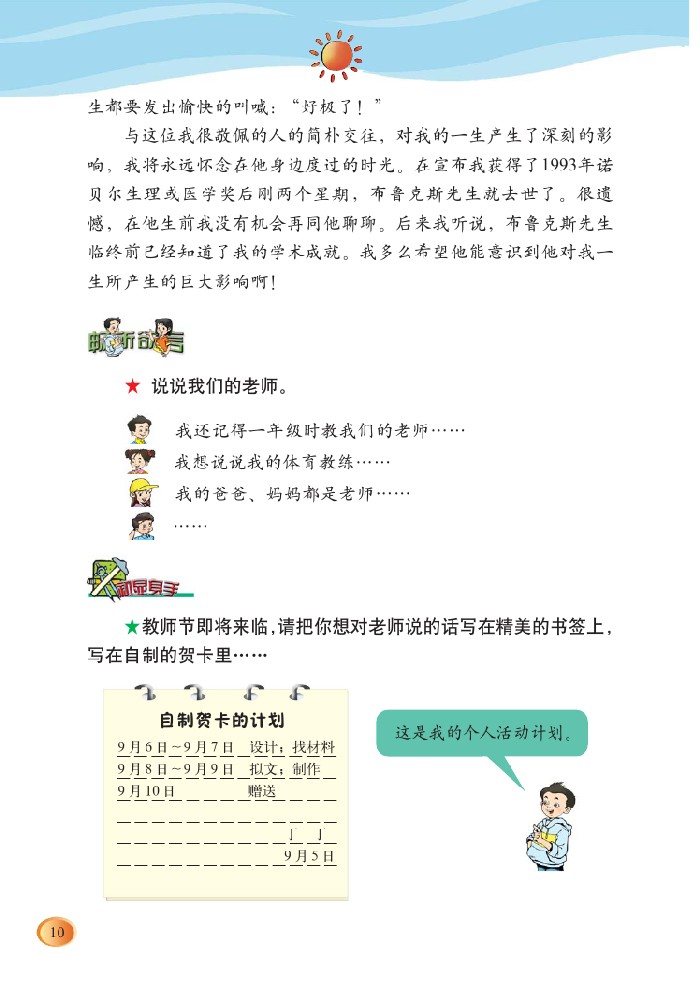 生都要发出愉快的叫喊：“好极了！”
与这位我很敬佩的人的简朴交往，对我的一生产生了深刻的影
响，我将永远怀念在他身边度过的时光。在宣布我获得了1993年诺
贝尔生理或医学奖后刚两个星期，布鲁克斯先生就去世了。很遗
憾，在他生前我没有机会再同他聊聊。后来我听说，布鲁克斯先生
临终前已经知道了我的学术成就。我多么希望他能意识到他对我一
生所产生的巨大影响啊！
畅所欲言
★ 说说我们的老师。
我还记得一年级时教我们的老师……
我想说说我的体育教练……
我的爸爸、妈妈都是老师……
……
大显身手
★教师节即将来临，请把你想对老师说的话写在精美的书签上，
写在自制的贺卡里……
自制贺卡的计划
9月6日～9月7日 设计；找材料
9月8日～9月9日 拟文；制作
9月10日 赠送
9月5日
这是我的个人活动计划。
10